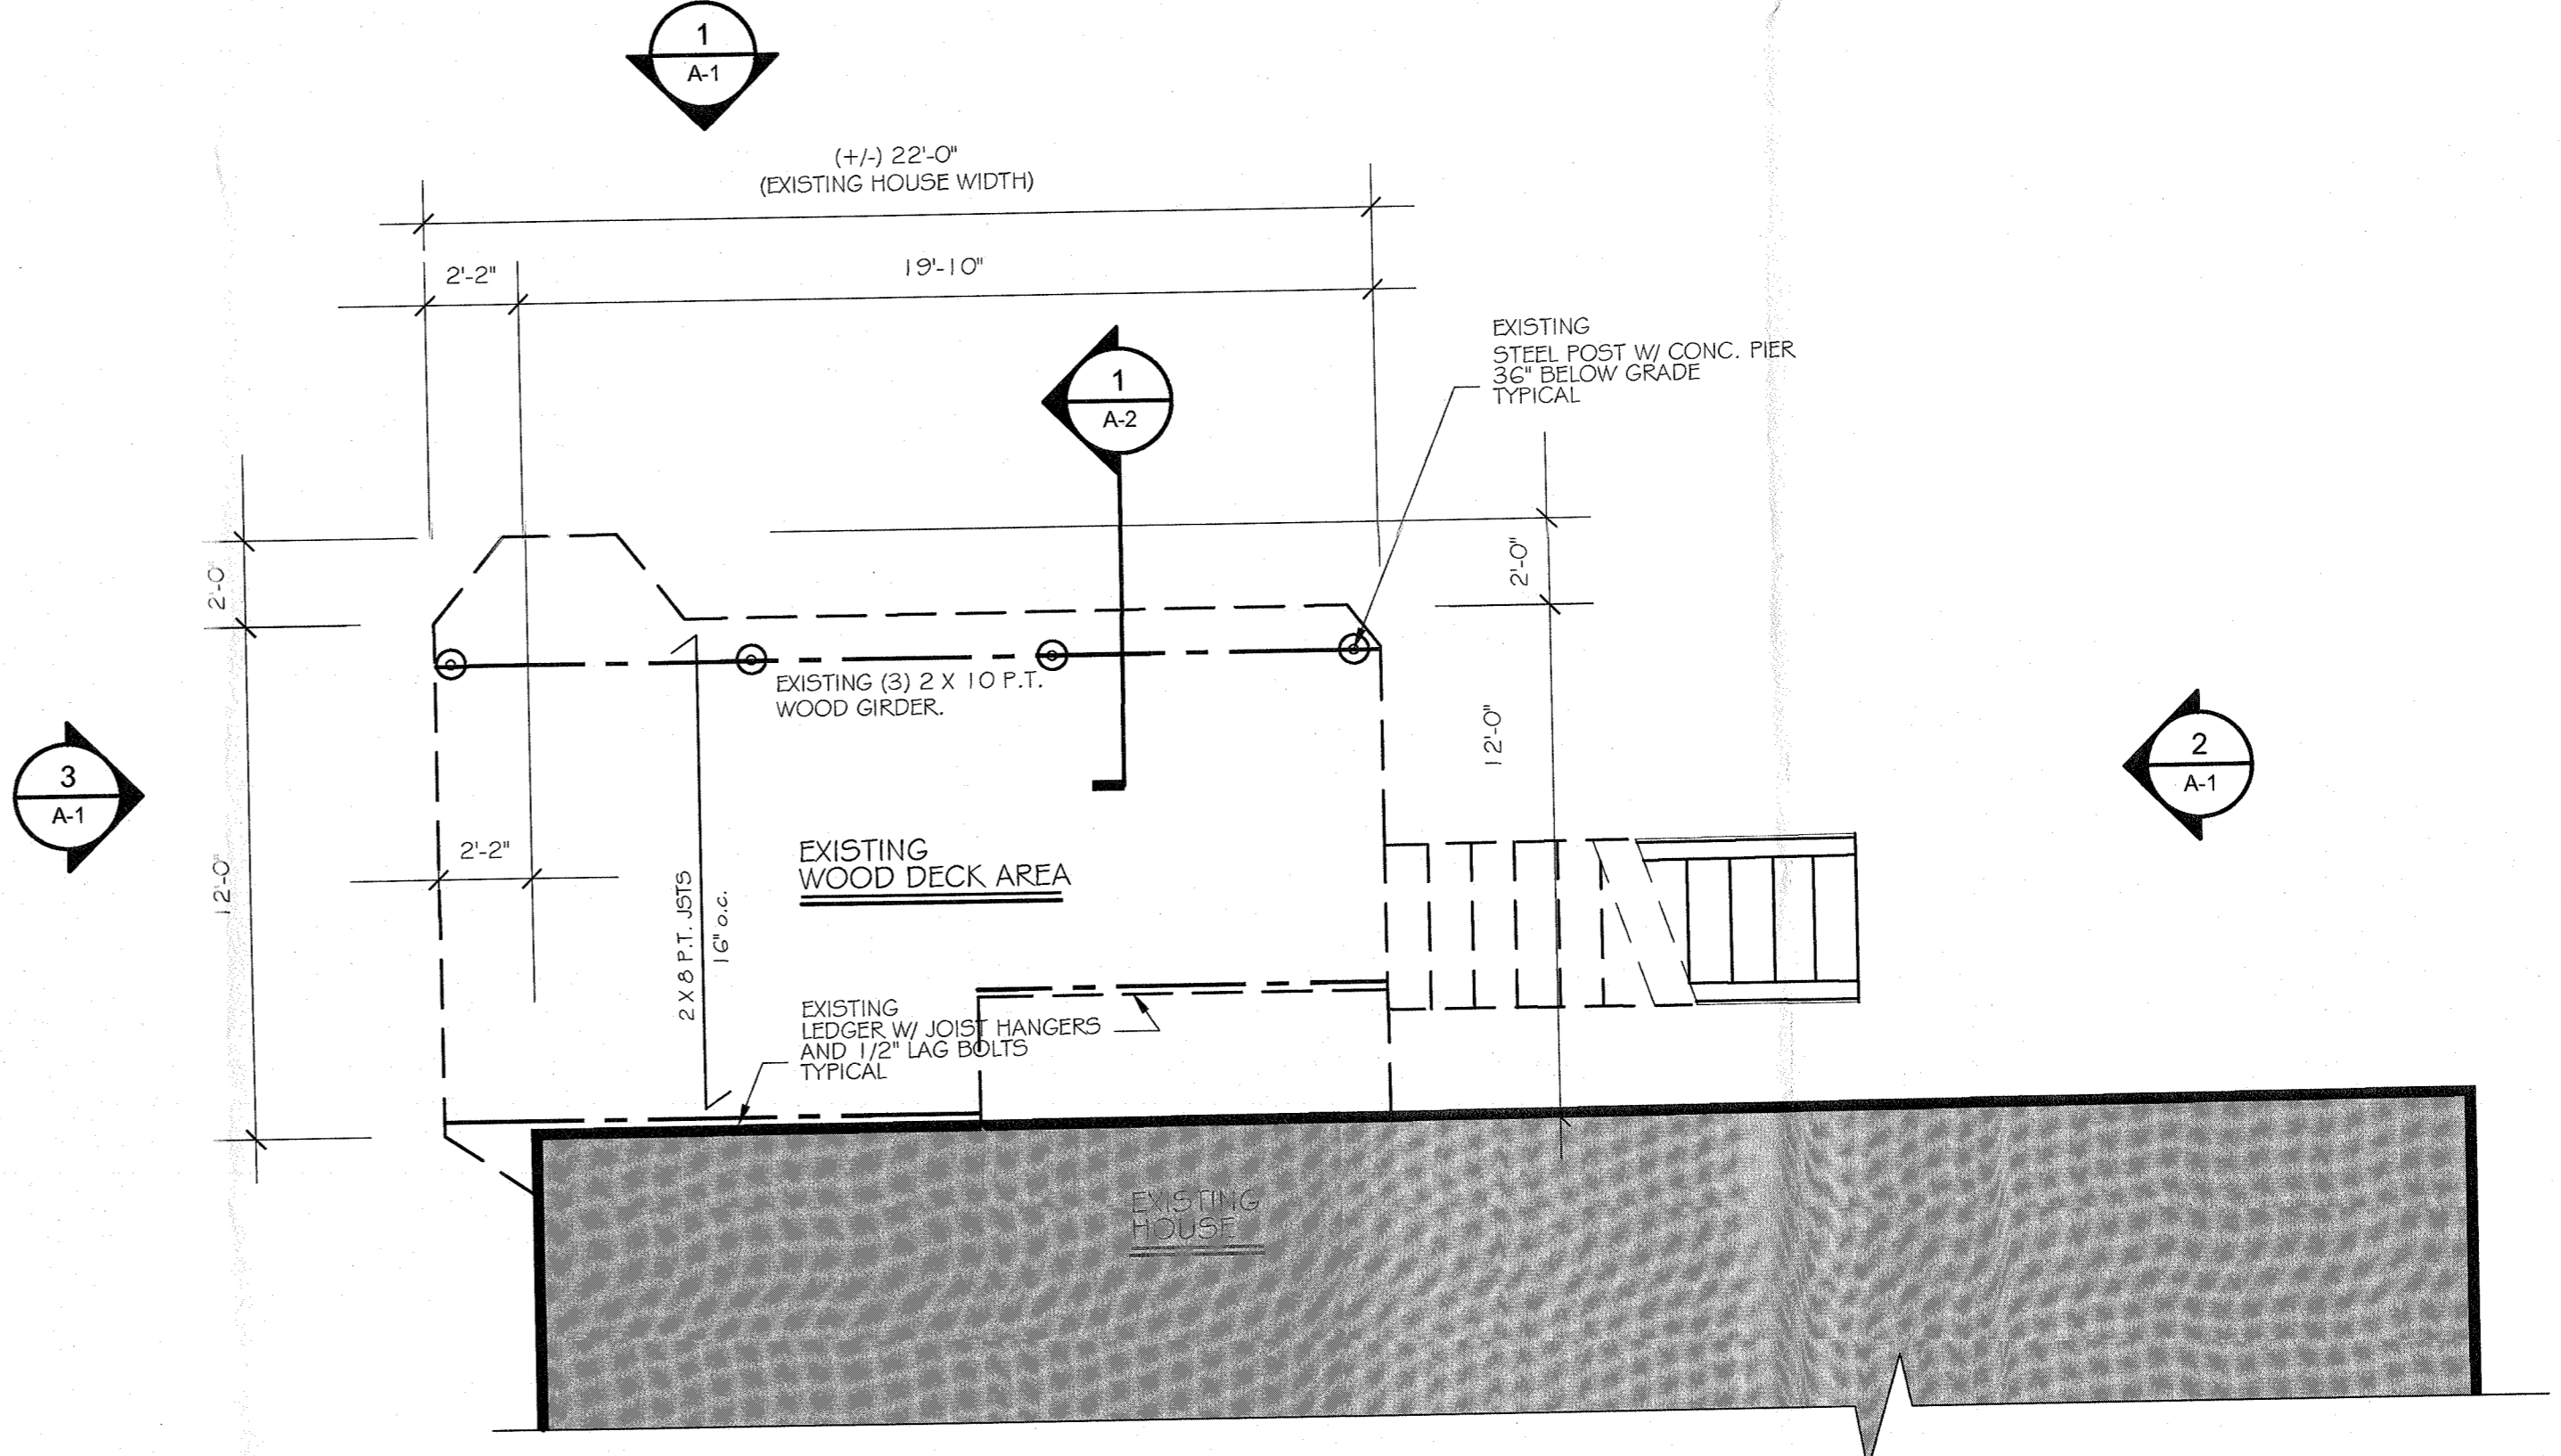 1
A-1
(+/-) 22'-0"
(EXISTING HOUSE WIDTH)
2'-2"
19'-10"
EXISTING
STEEL POST W/ CONC. PIER
36" BELOW GRADE
TYPICAL
1
A-2
2'-0"
2'-0"
EXISTING (3) 2 X 10 P.T.
WOOD GIRDER.
12'-0"
3
A-1
2
A-1
2'-2"
EXISTING
WOOD DECK AREA
12'-0"
2 X 8 P.T. JSTS
16" o.c.
EXISTING
LEDGER W/ JOIST HANGERS
AND 1/2" LAG BOLTS
TYPICAL
EXISTING
HOUSE